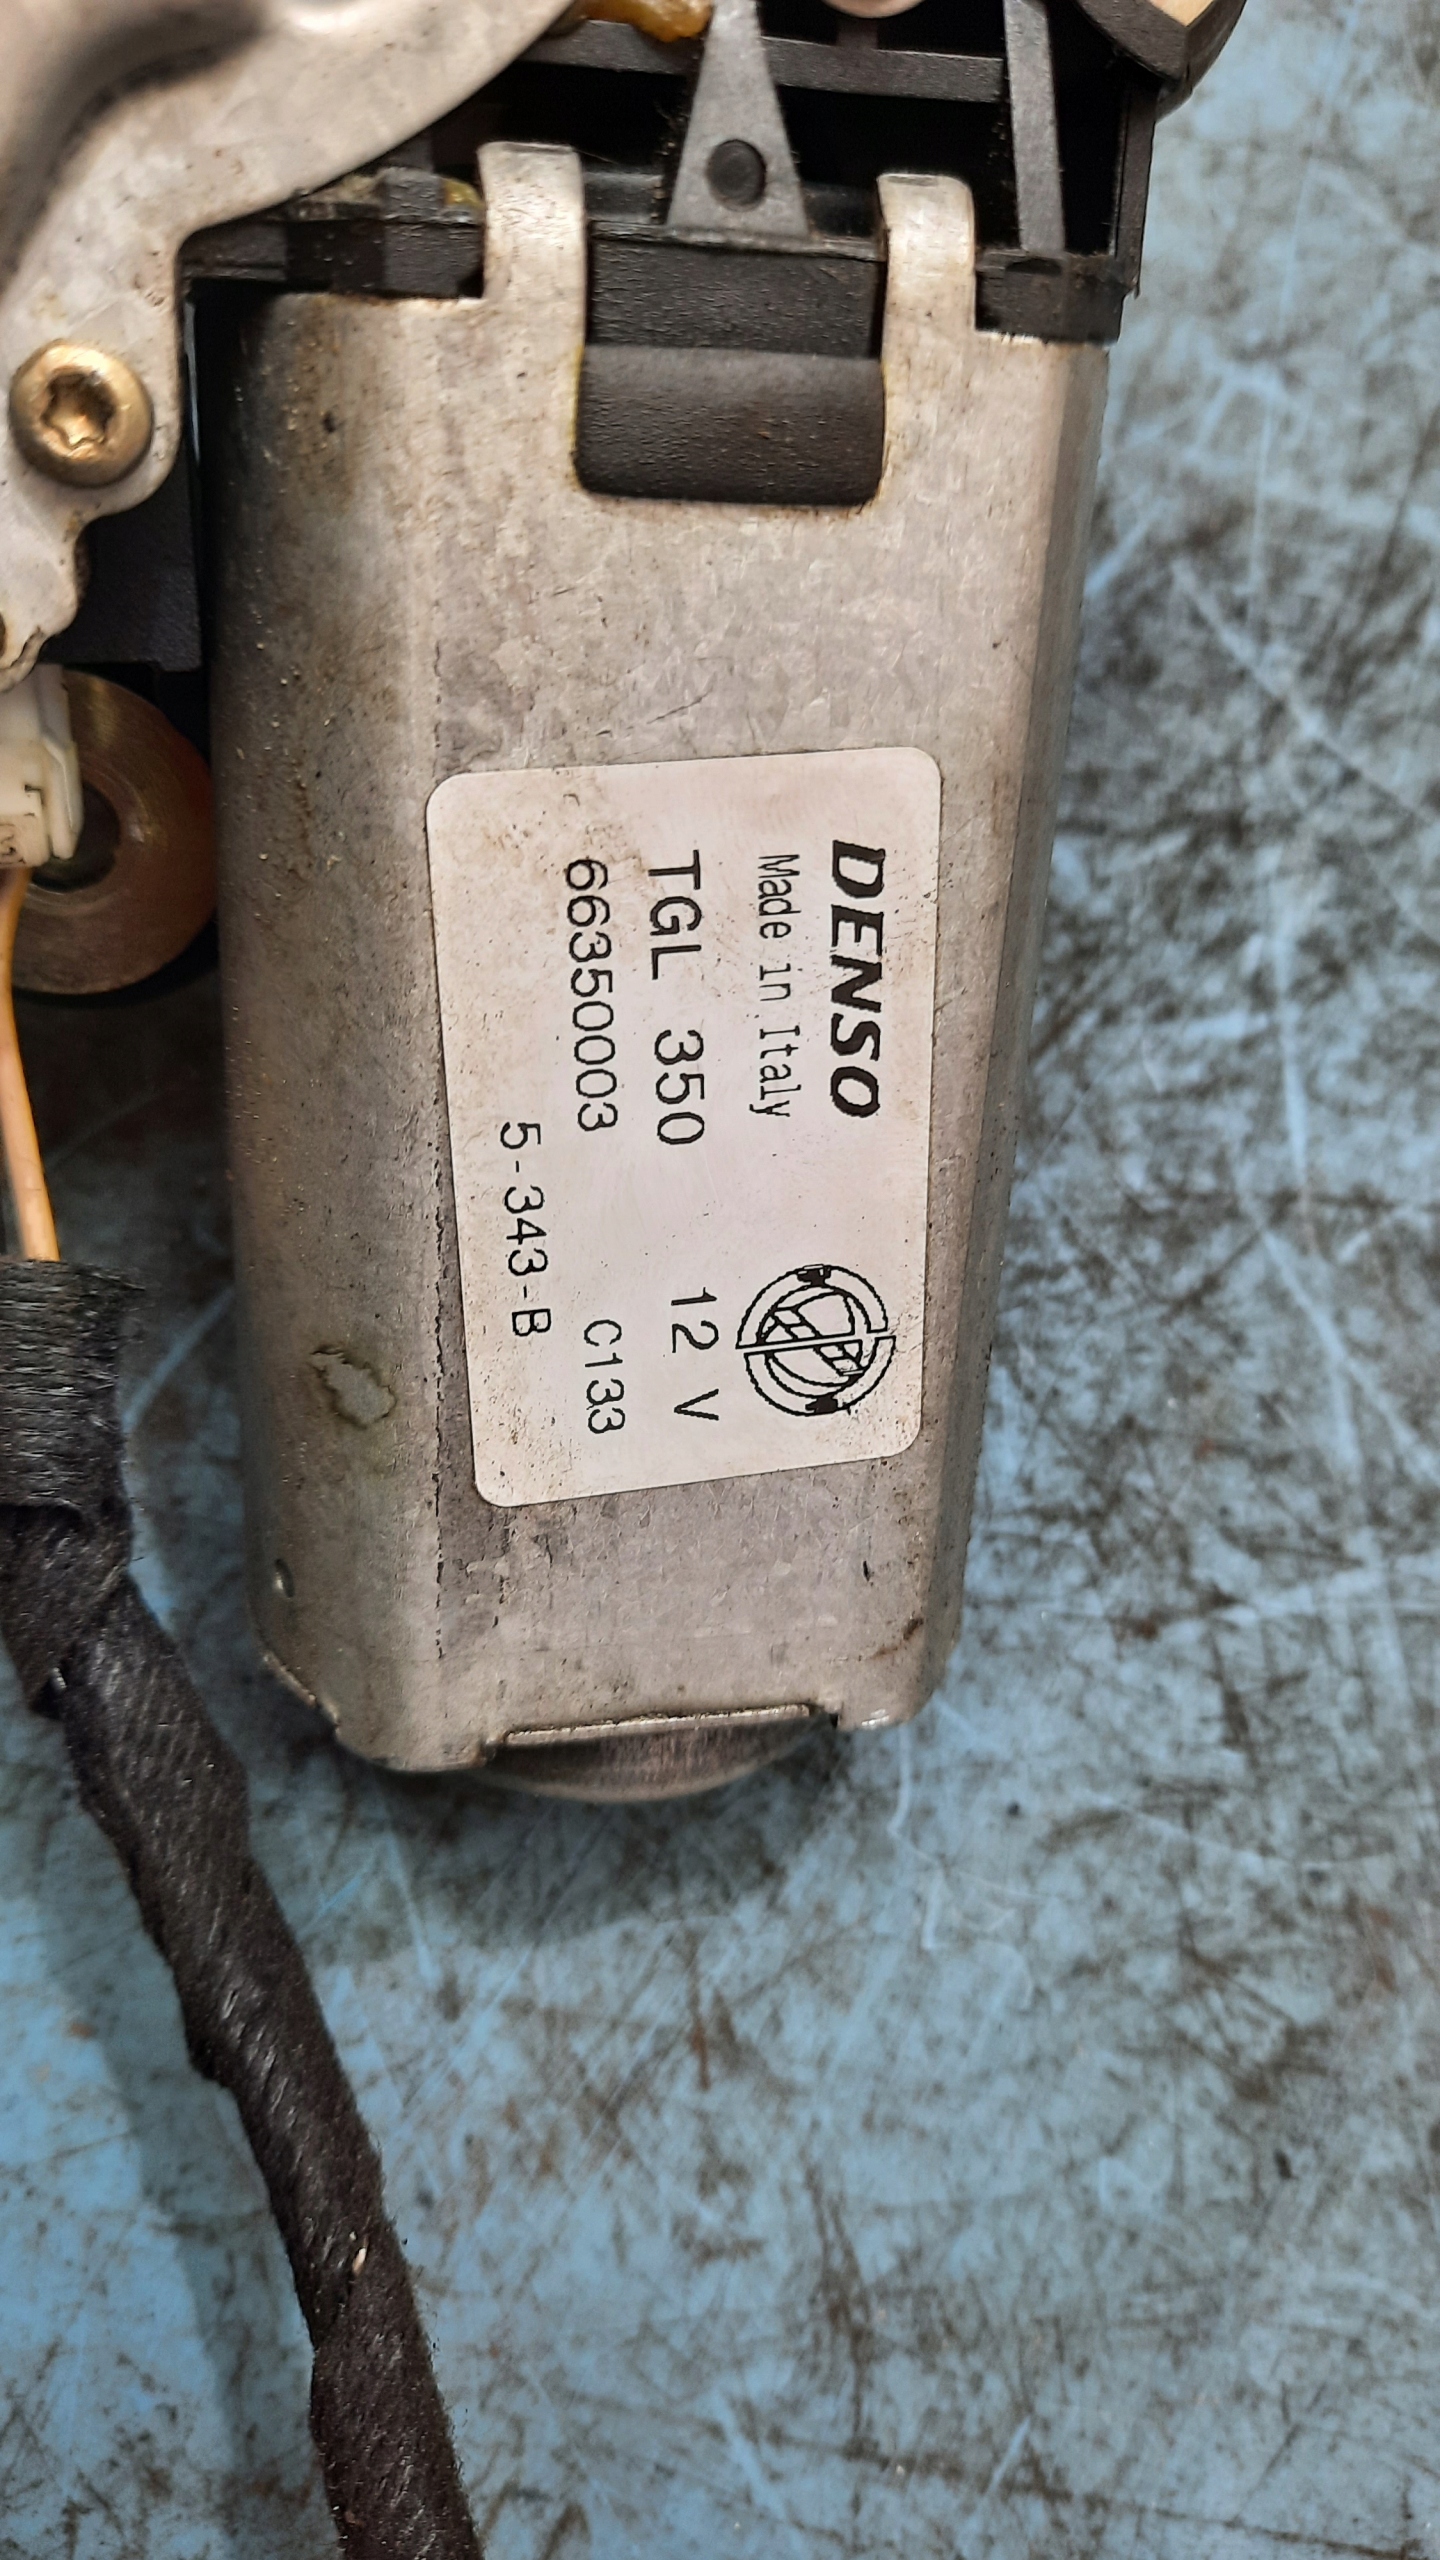 DENSO
Made in Italy
TGL 350 12 V
66350003 C133
5-343-B